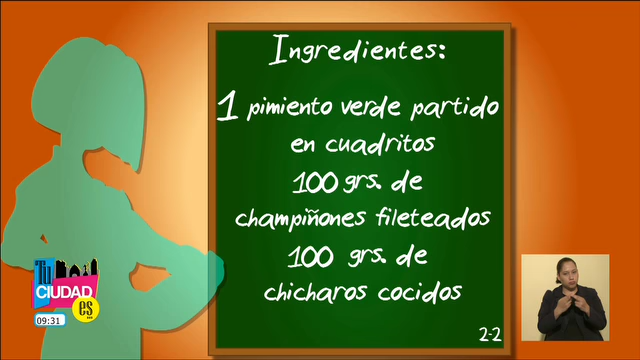 Ingredientes:
1 pimiento verde partido
en cuadritos
100 grs. de
champiñones fileteados
100 grs. de
chicharos cocidos
2-2
Tu
CIUDAD
es...
09:31